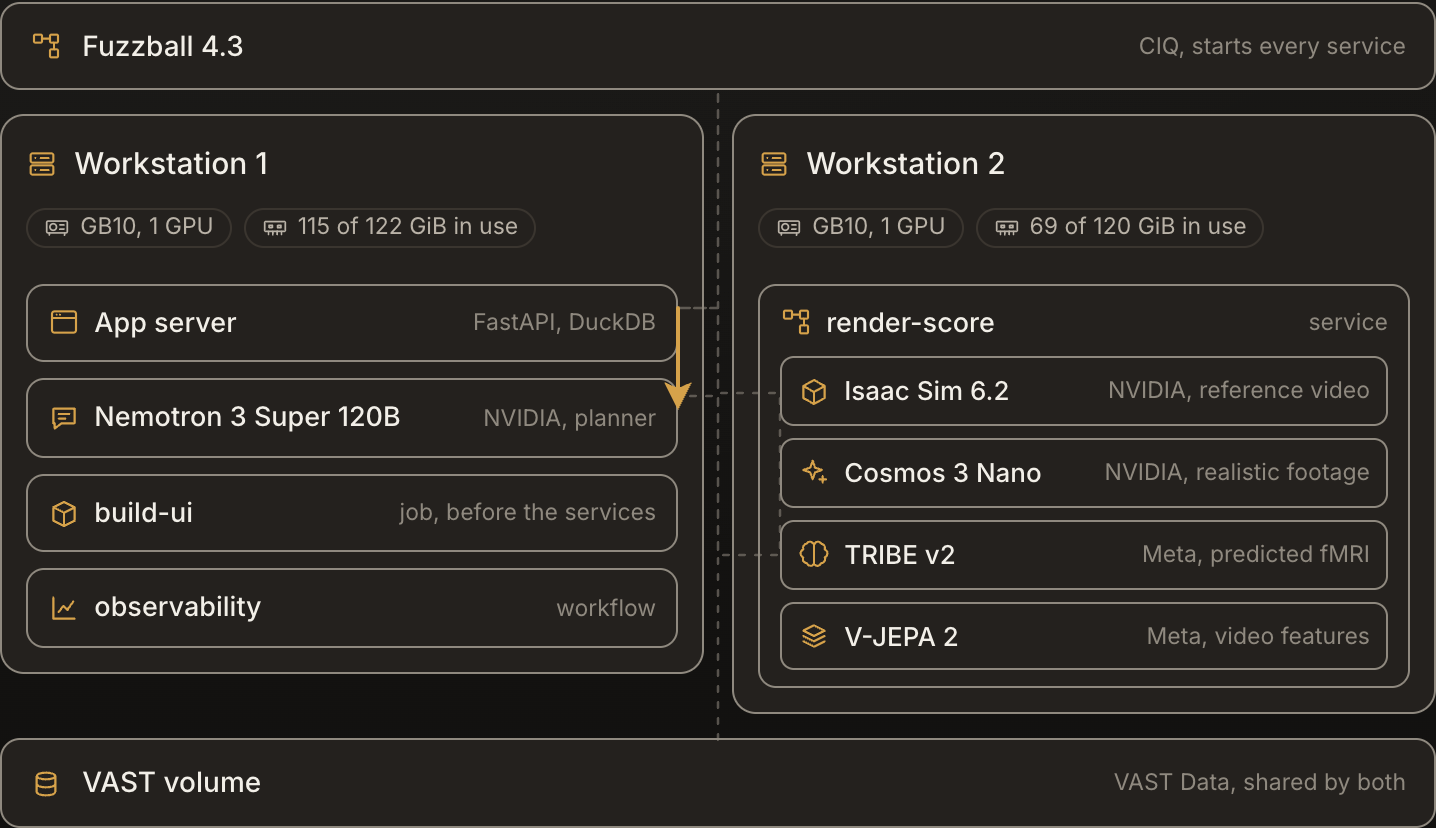 Fuzzball 4.3
CIQ, starts every service
Workstation 1
GB10, 1 GPU
115 of 122 GiB in use
App server
FastAPI, DuckDB
Nemotron 3 Super 120B
NVIDIA, planner
build-ui
job, before the services
observability
workflow
Workstation 2
GB10, 1 GPU
69 of 120 GiB in use
render-score
service
Isaac Sim 6.2
NVIDIA, reference video
Cosmos 3 Nano
NVIDIA, realistic footage
TRIBE v2
Meta, predicted fMRI
V-JEPA 2
Meta, video features
VAST volume
VAST Data, shared by both